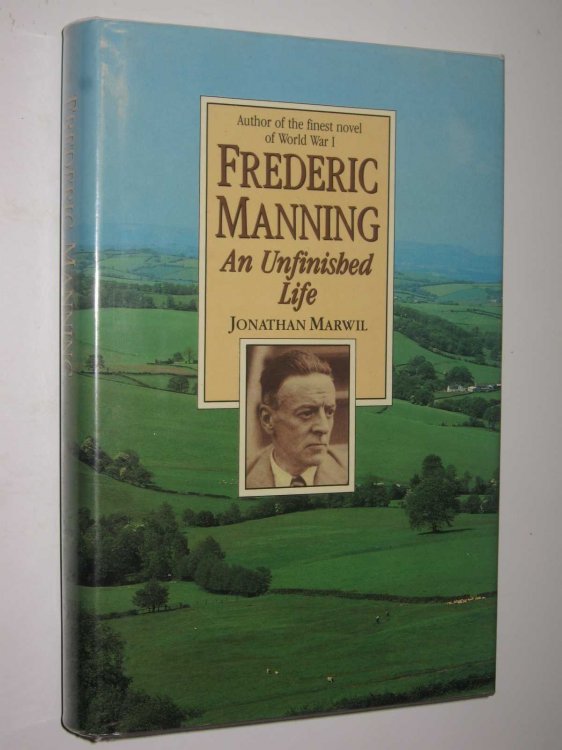 Author of the finest novel
of World War I
FREDERIC
MANNING
An Unfinished
Life
JONATHAN MARWIL
FREDERIC MANNING